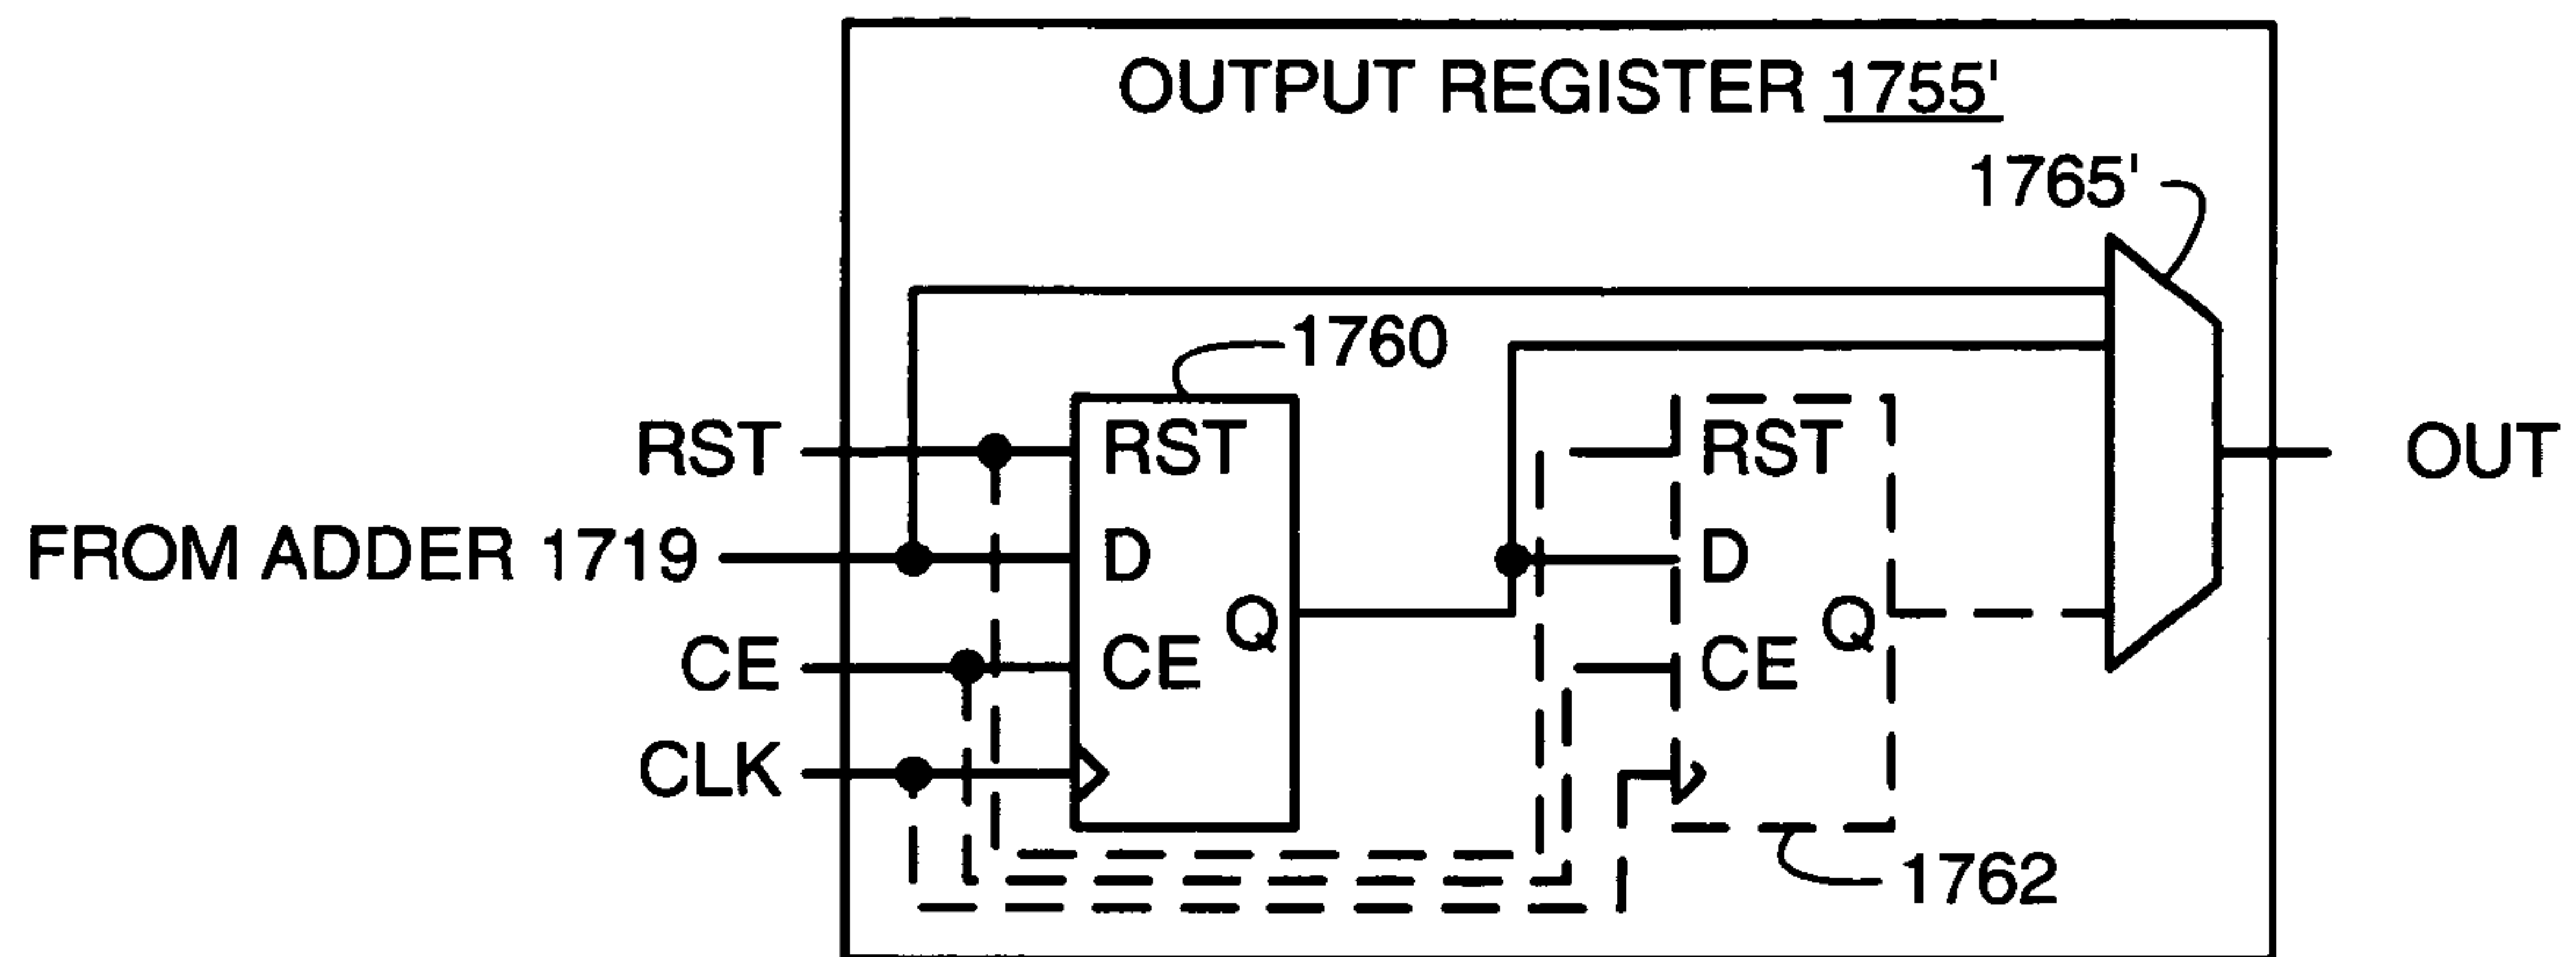 OUTPUT REGISTER 1755'
1765'
1760
RST
RST
RST
OUT
FROM ADDER 1719
D
D
Q
Q
CE
CE
CE
CLK
1762